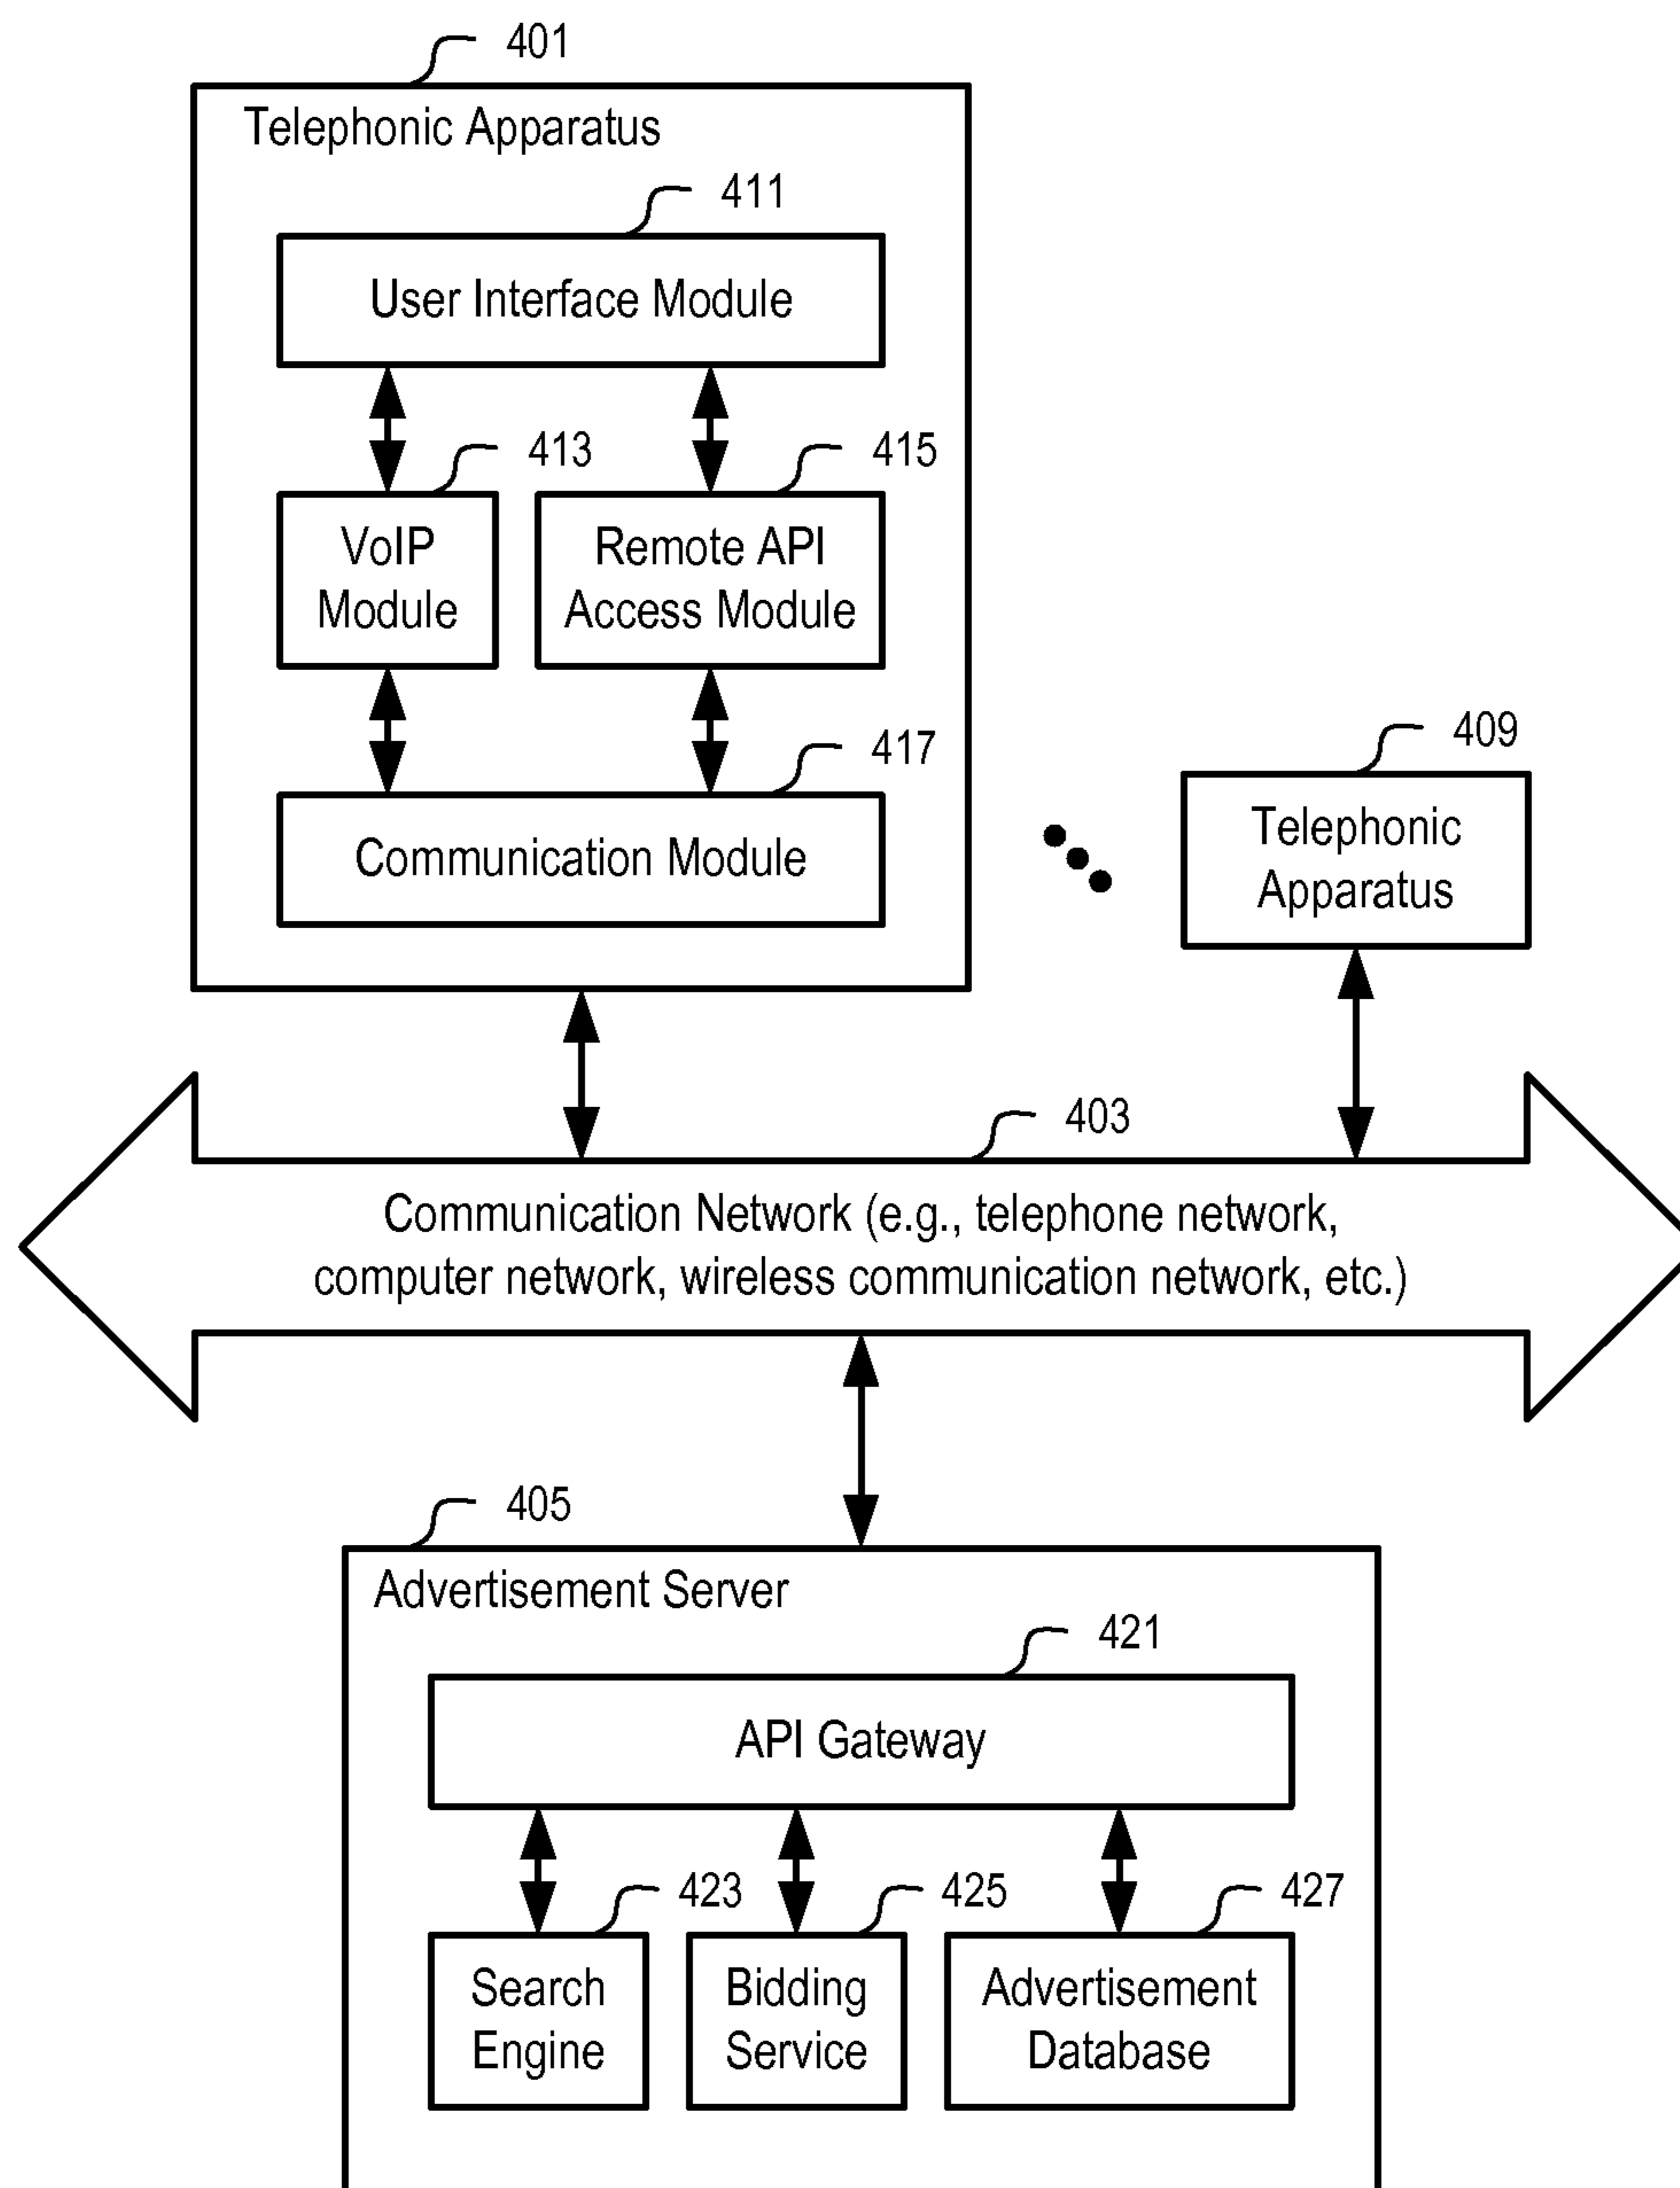 401
Telephonic Apparatus
411
User Interface Module
413
415
VoIP
Module
Remote API
Access Module
417
Communication Module
409
Telephonic
Apparatus
403
Communication Network (e.g., telephone network,
computer network, wireless communication network, etc.)
405
Advertisement Server
421
API Gateway
423
425
427
Search
Engine
Bidding
Service
Advertisement
Database